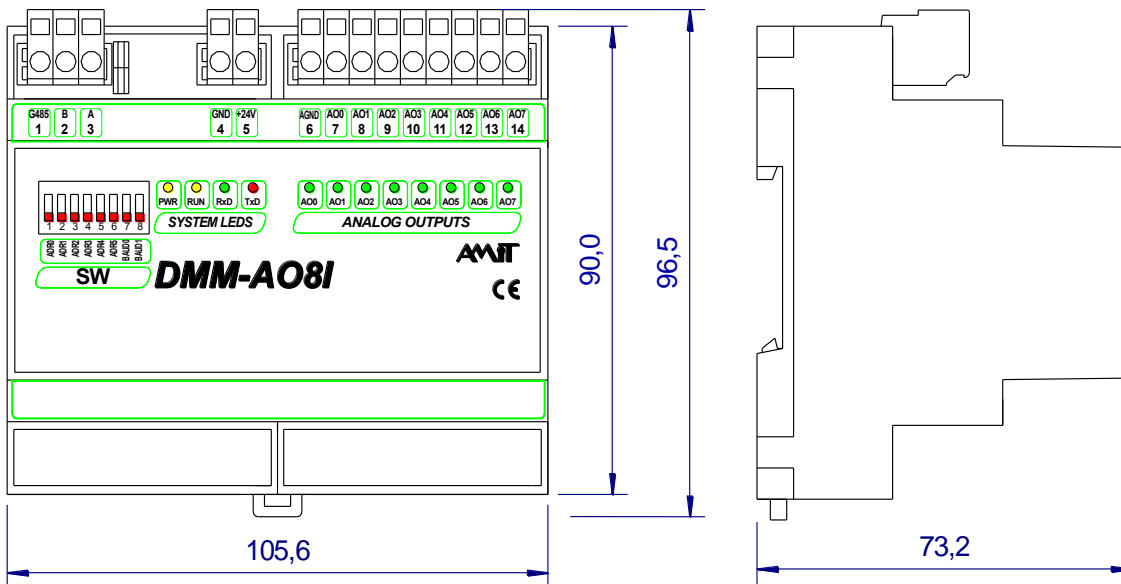 G485 B A GND +24V AGND AO0 AO1 AO2 AO3 AO4 AO5 AO6 AO7
1 2 3 4 5 6 7 8 9 10 11 12 13 14
PWR RUN RxD TxD AO0 AO1 AO2 AO3 AO4 AO5 AO6 AO7
SYSTEM LEDS ANALOG OUTPUTS
1 2 3 4 5 6 7 8
ADR0 ADR1 ADR2 ADR3 ADR4 ADR5 BAUD0 BAUD1
AMiT
SW DMM-AO8I
CE
90,0
96,5
105,6
73,2